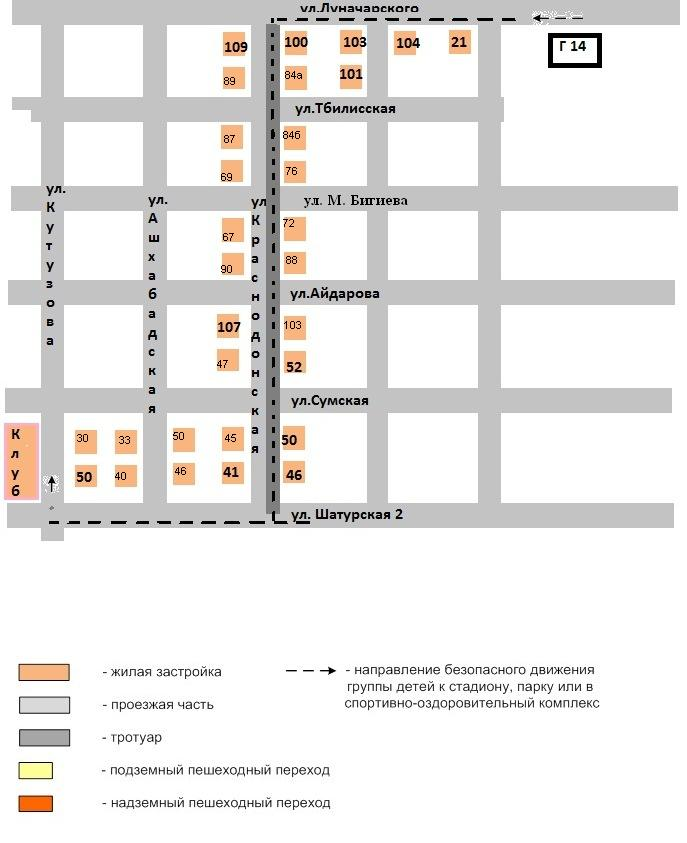 ул.Луначарского
109
100
103
104
21
Г 14
89
84а
101
ул.Тбилисская
87
84б
69
76
ул. Кутузова
ул. Ашхабадская
ул. Краснодонская
ул. М. Бигиева
67
72
90
88
ул.Айдарова
107
103
47
52
ул.Сумская
Клуб
30
33
50
45
50
50
40
46
41
46
ул. Шатурская 2
- жилая застройка
- проезжая часть
- тротуар
- подземный пешеходный переход
- надземный пешеходный переход
- направление безопасного движения
группы детей к стадиону, парку или в
спортивно-оздоровительный комплекс